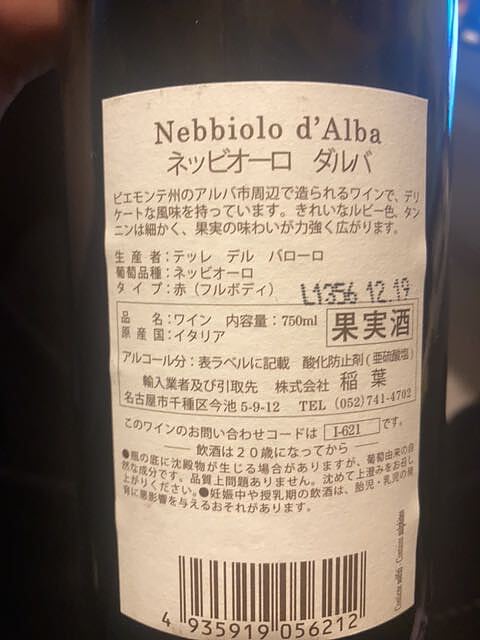 Nebbiolo d'Alba
ネッビオーロ ダルバ
ピエモンテ州のアルバ市周辺で造られるワインで、デリ
ケートな風味を持っています。きれいなルビー色、タン
ニンは細かく、果実の味わいが力強く広がります。
生産者:テッレ デル バローロ
葡萄品種:ネッビオーロ
タイプ:赤(フルボディ)
L1356 12.19
品名:ワイン 内容量:750ml
原産国:イタリア
果実酒
アルコール分:表ラベルに記載 酸化防止剤(亜硫酸塩)
輸入業者及び引取先 株式会社 稲葉
名古屋市千種区今池5-9-12 TEL (052)741-4702
このワインのお問い合わせコードは I-621 です。
飲酒は20歳になってから
●瓶の底に沈殿物が生じる場合がありますが、葡萄由来の自
然な成分です。品質上問題ありません。沈めて上澄みをお召し
上がりください。●妊娠中や授乳期の飲酒は、胎児・乳児の発
育に悪影響を与えるおそれがあります。
4 935919 056212